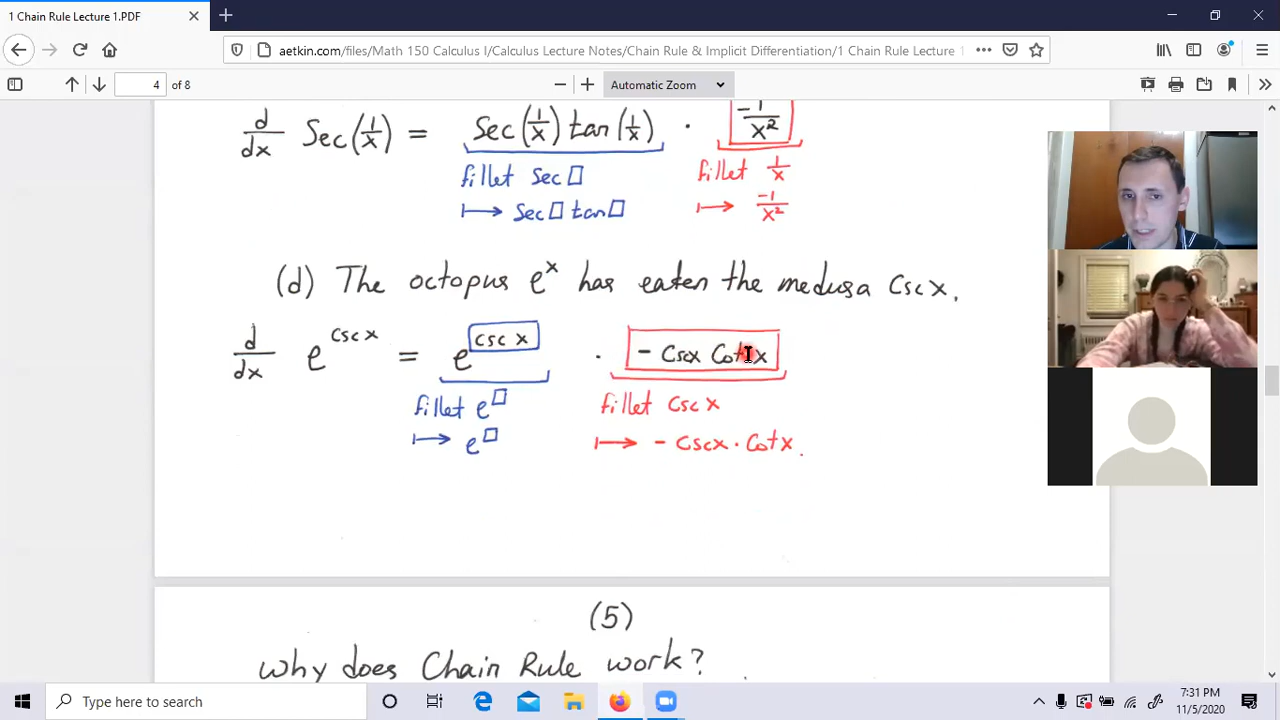 1 Chain Rule Lecture 1.PDF
aetkin.com/files/Math 150 Calculus I/Calculus Lecture Notes/Chain Rule & Implicit Differentiation/1 Chain Rule Lecture 1
4 of 8
Automatic Zoom
d/dx Sec(1/x) = Sec(1/x) tan(1/x) · -1/x²
fillet Sec□ fillet 1/x
↦ Sec□ tan□ ↦ -1/x²
(d) The octopus e^x has eaten the medusa Csc x.
d/dx e^csc x = e^csc x · - Cscx Cotx
fillet e^□ fillet Csc x
↦ e^□ ↦ - Cscx · Cotx.
(5)
Why does Chain Rule work?
Type here to search
7:31 PM
11/5/2020